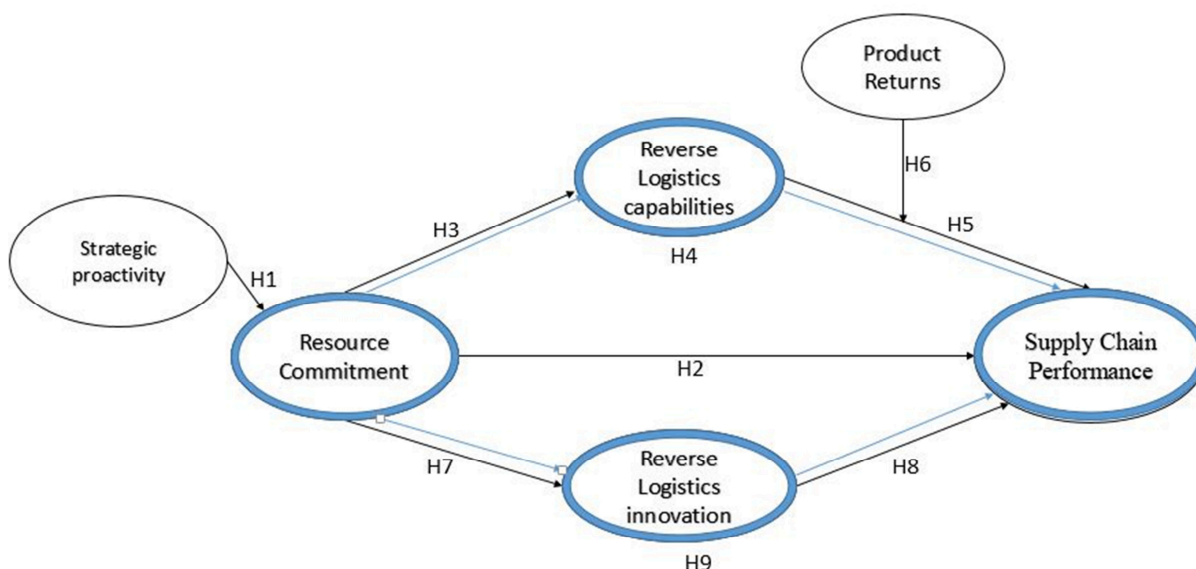 Product
Returns
Reverse
Logistics
capabilities
H6
H3
H5
H4
Strategic
proactivity
H1
Resource
Commitment
H2
Supply Chain
Performance
H7
Reverse
Logistics
innovation
H8
H9